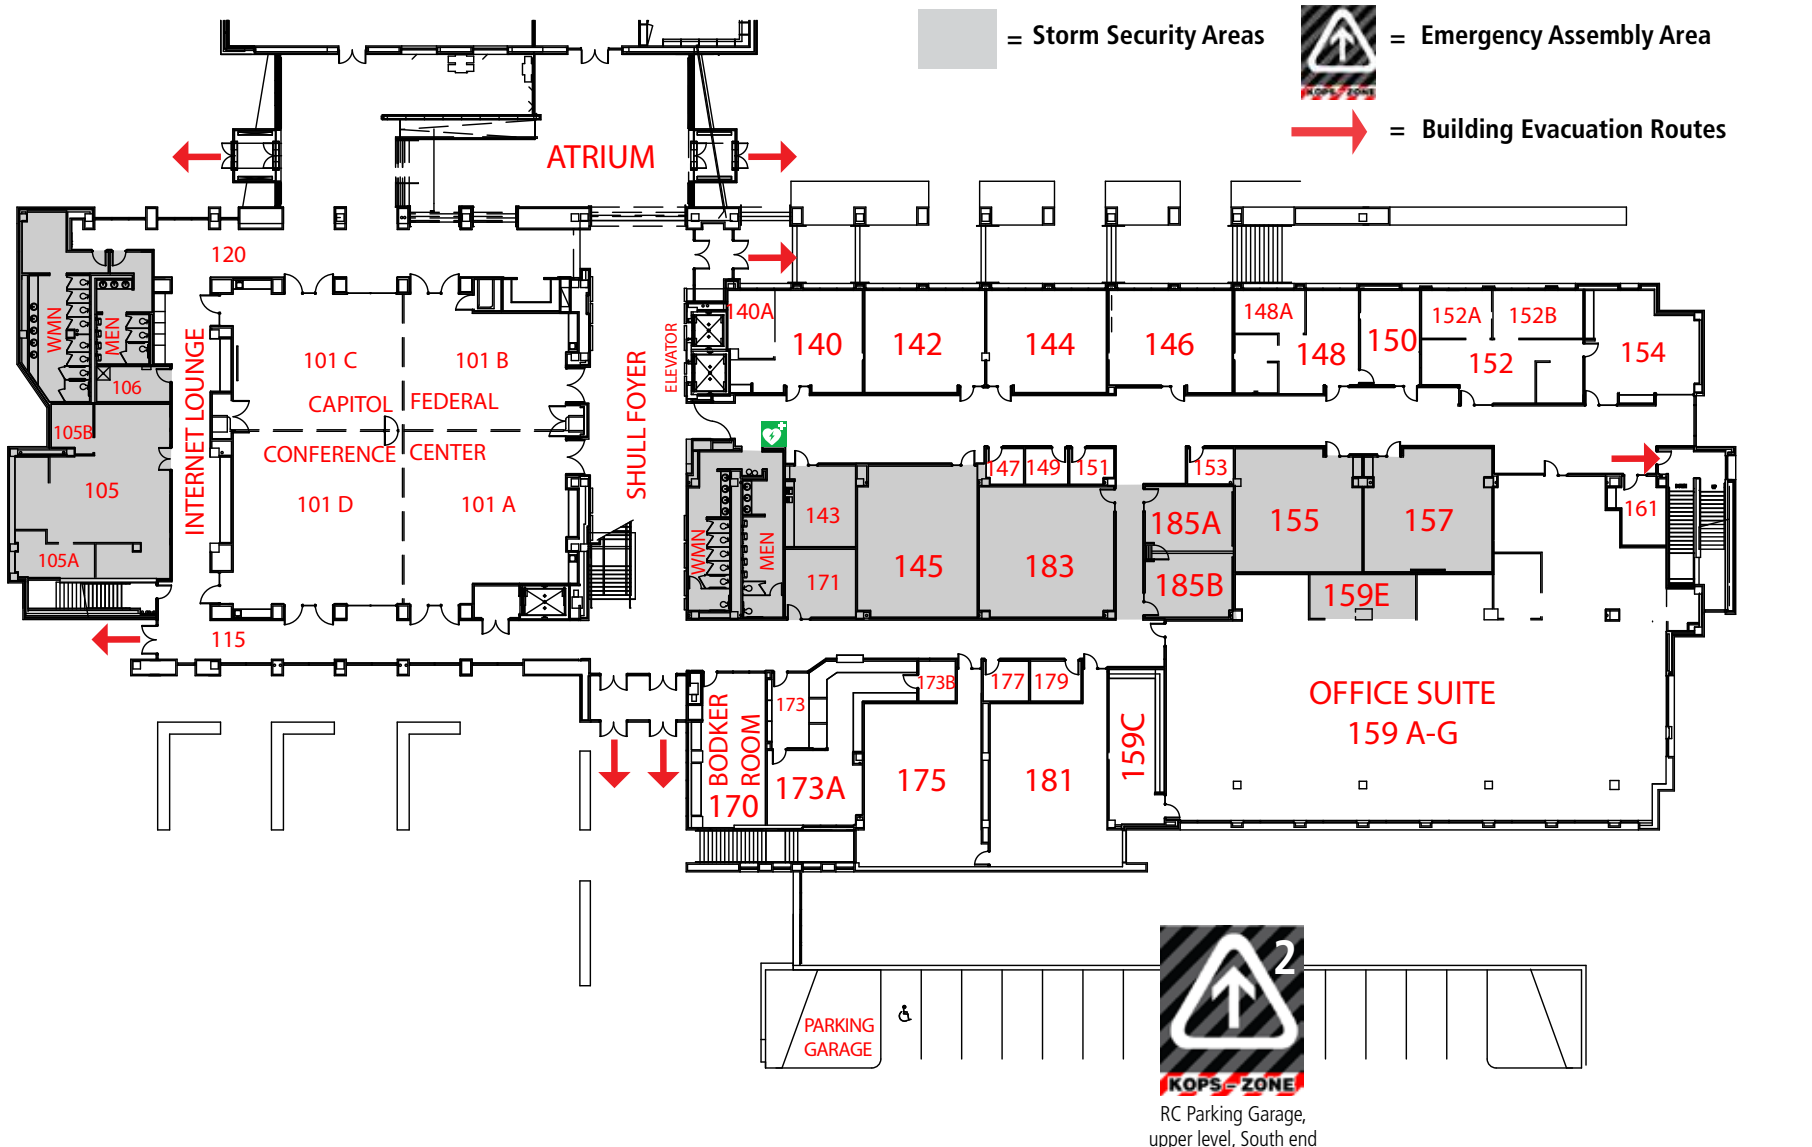 = Storm Security Areas
KOPS - ZONE
= Emergency Assembly Area
= Building Evacuation Routes
ATRIUM
120
WMN
MEN
106
105B
105
105A
INTERNET LOUNGE
101 C
101 B
CAPITOL FEDERAL
CONFERENCE CENTER
101 D
101 A
115
SHULL FOYER
ELEVATOR
140A
140
142
144
146
148A
148
150
152A
152B
152
154
WMN
MEN
143
171
145
147
149
151
153
183
185A
185B
155
157
159E
161
BODKER
ROOM
170
173
173A
173B
175
177
179
181
159C
OFFICE SUITE
159 A-G
PARKING
GARAGE
2
KOPS - ZONE
RC Parking Garage,
upper level, South end